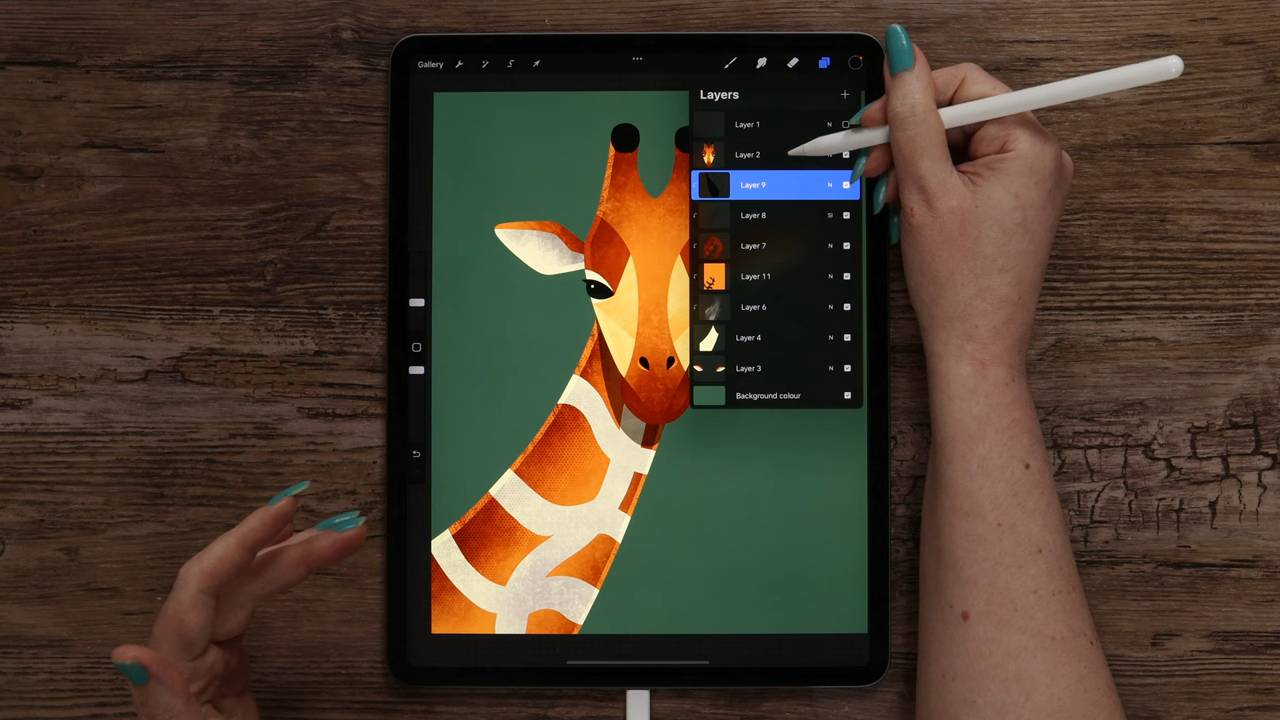 Gallery
Layers
Layer 1 N
Layer 2 N
Layer 9 N
Layer 8 Sl
Layer 7 N
Layer 11 N
Layer 6 N
Layer 4 N
Layer 3 N
Background colour